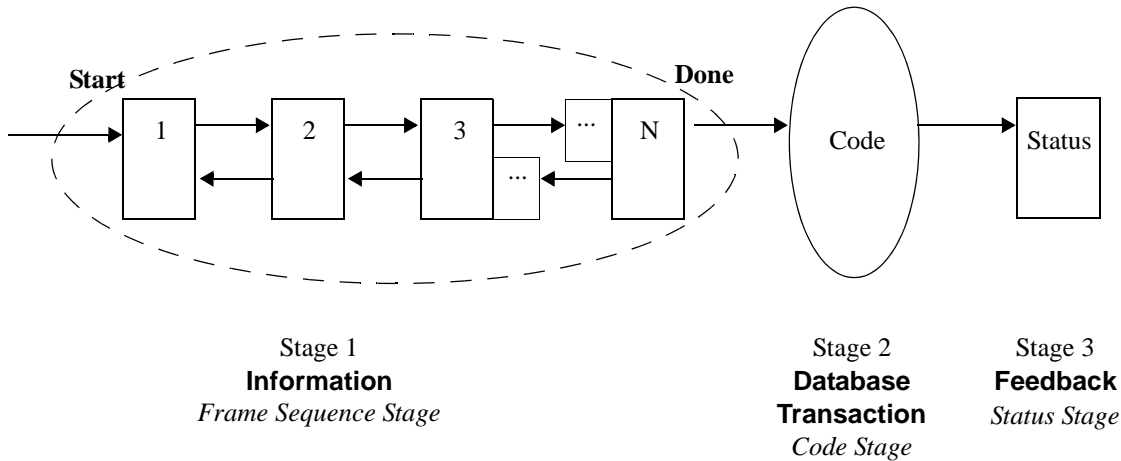 Start
Done
1
2
3
...
N
...
Code
Status
Stage 1
Information
Frame Sequence Stage
Stage 2
Database
Transaction
Code Stage
Stage 3
Feedback
Status Stage